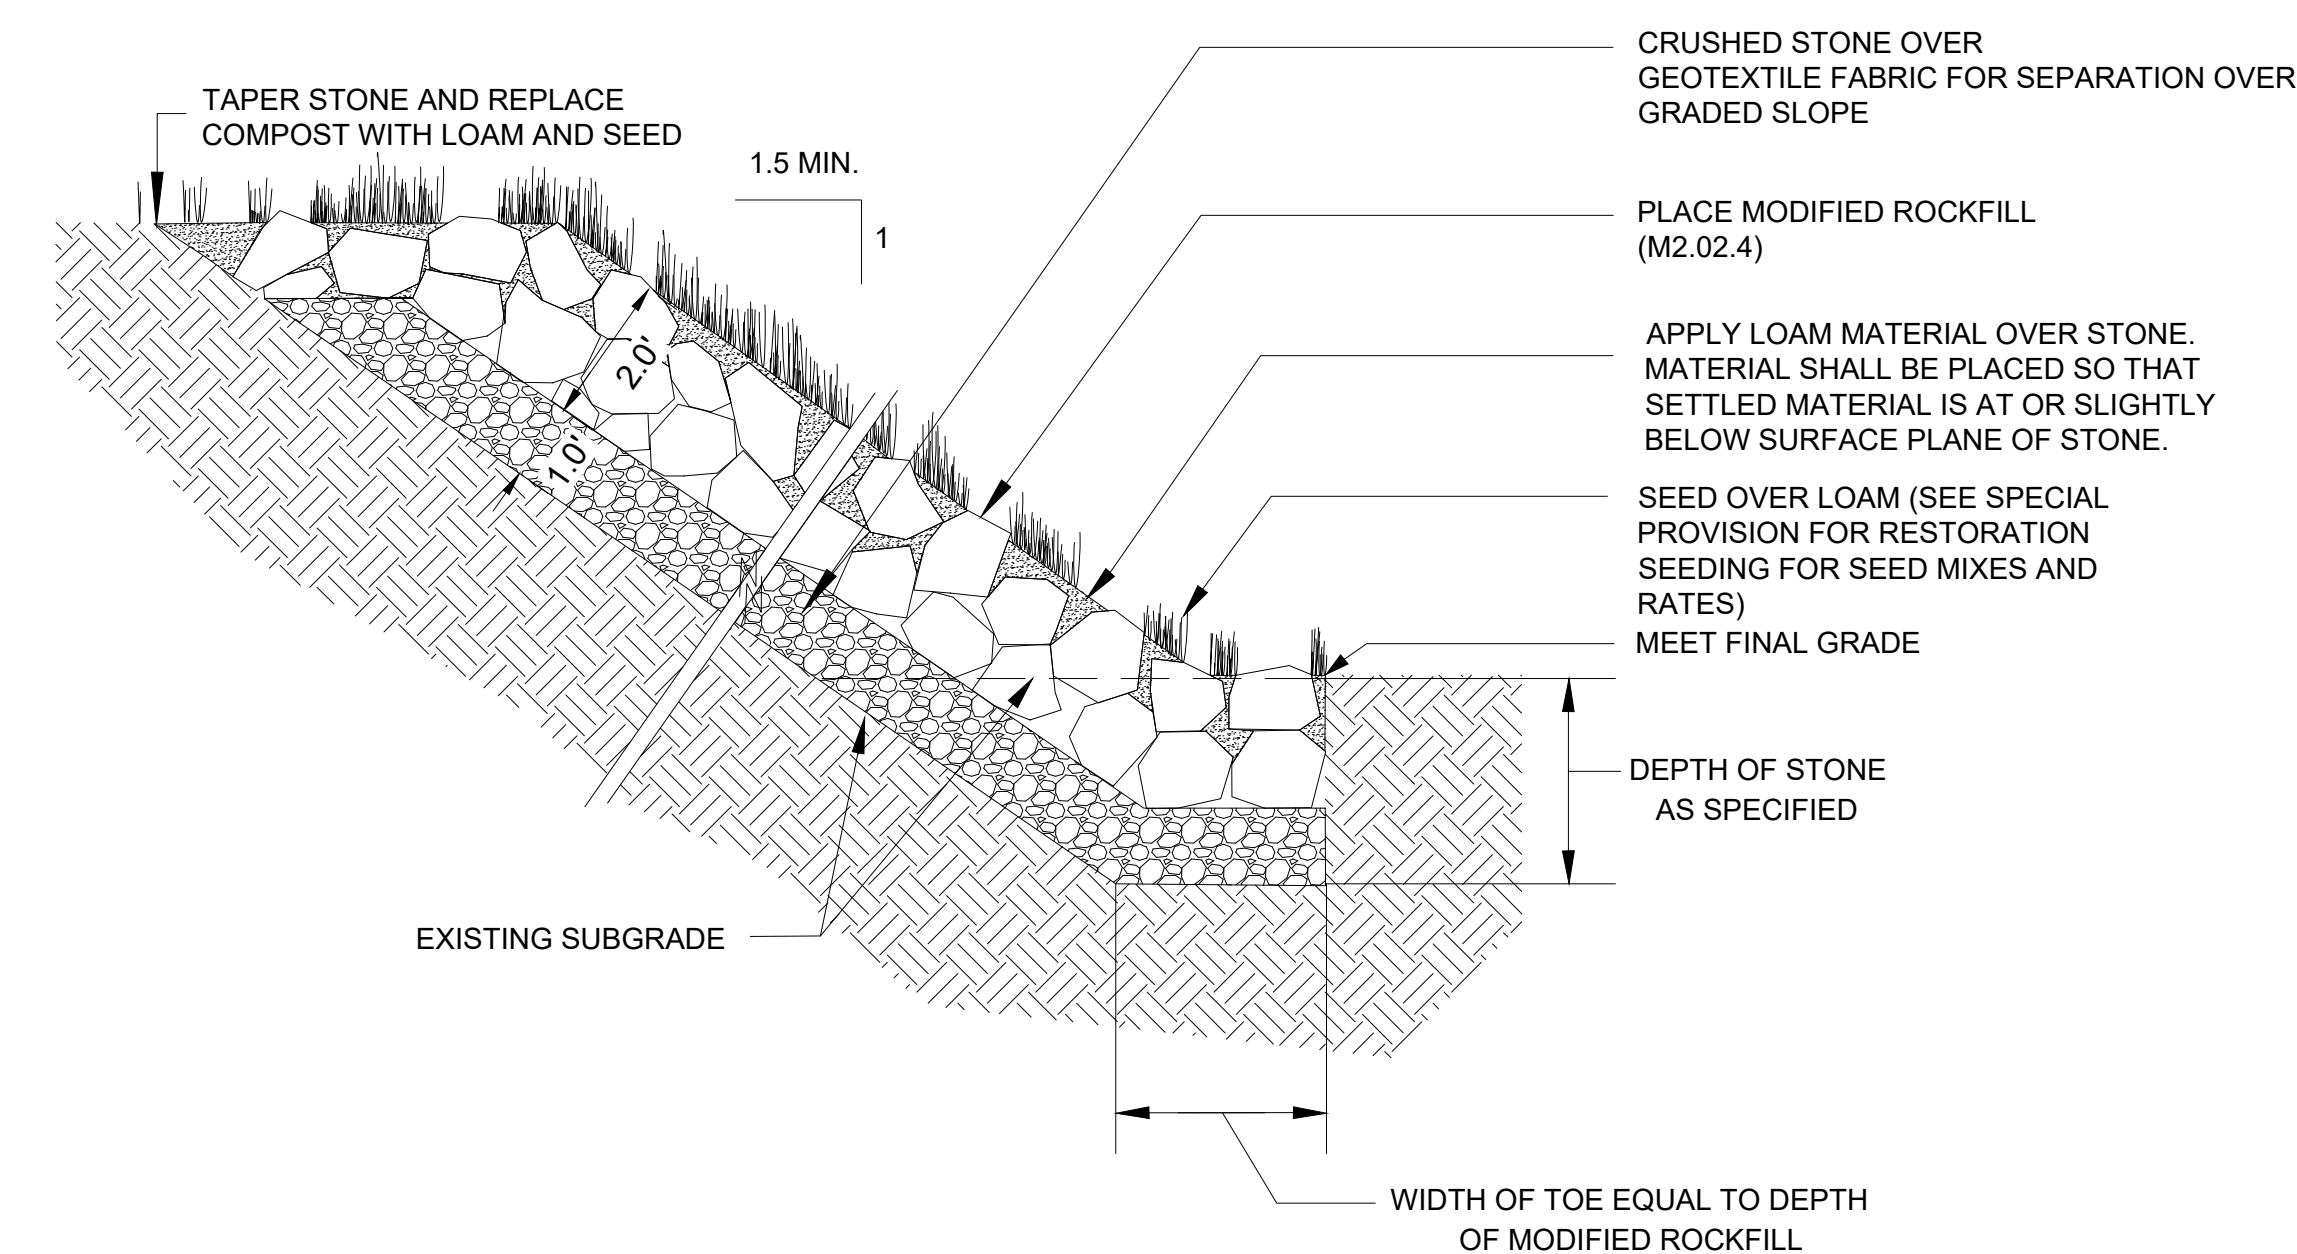 TAPER STONE AND REPLACE
COMPOST WITH LOAM AND SEED
1.5 MIN.
1
CRUSHED STONE OVER
GEOTEXTILE FABRIC FOR SEPARATION OVER
GRADED SLOPE
PLACE MODIFIED ROCKFILL
(M2.02.4)
APPLY LOAM MATERIAL OVER STONE.
MATERIAL SHALL BE PLACED SO THAT
SETTLED MATERIAL IS AT OR SLIGHTLY
BELOW SURFACE PLANE OF STONE.
SEED OVER LOAM (SEE SPECIAL
PROVISION FOR RESTORATION
SEEDING FOR SEED MIXES AND
RATES)
MEET FINAL GRADE
2.0'
1.0'
DEPTH OF STONE
AS SPECIFIED
EXISTING SUBGRADE
WIDTH OF TOE EQUAL TO DEPTH
OF MODIFIED ROCKFILL